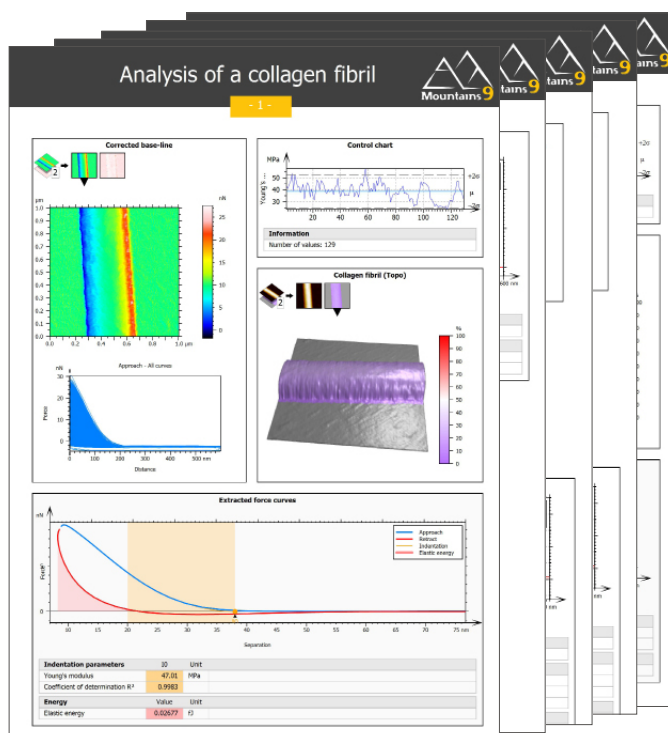 Analysis of a collagen fibril
Mountains 9
- 1 -
Corrected base-line
2
µm
1.0
0.9
0.8
0.7
0.6
0.5
0.4
0.3
0.2
0.1
0.0
0.0 0.2 0.4 0.6 0.8 1.0 µm
nN
25
20
15
10
5
0
Approach - All curves
nN
30
20
10
0
Force
0 100 200 300 400 500 nm
Distance
Control chart
MPa
50
40
30
Young's ...
+2σ
µ
-2σ
20 40 60 80 100 120
Information
Number of values: 129
Collagen fibril (Topo)
2
%
100
90
80
70
60
50
40
30
20
10
0
Extracted force curves
nN
Force
0
Approach
Retract
Indentation
Elastic energy
10 15 20 25 30 35 40 45 50 55 60 65 70 75 nm
Separation
Indentation parameters I0 Unit
Young's modulus 47.01 MPa
Coefficient of determination R² 0.9983
Energy Value Unit
Elastic energy 0.02677 fJ